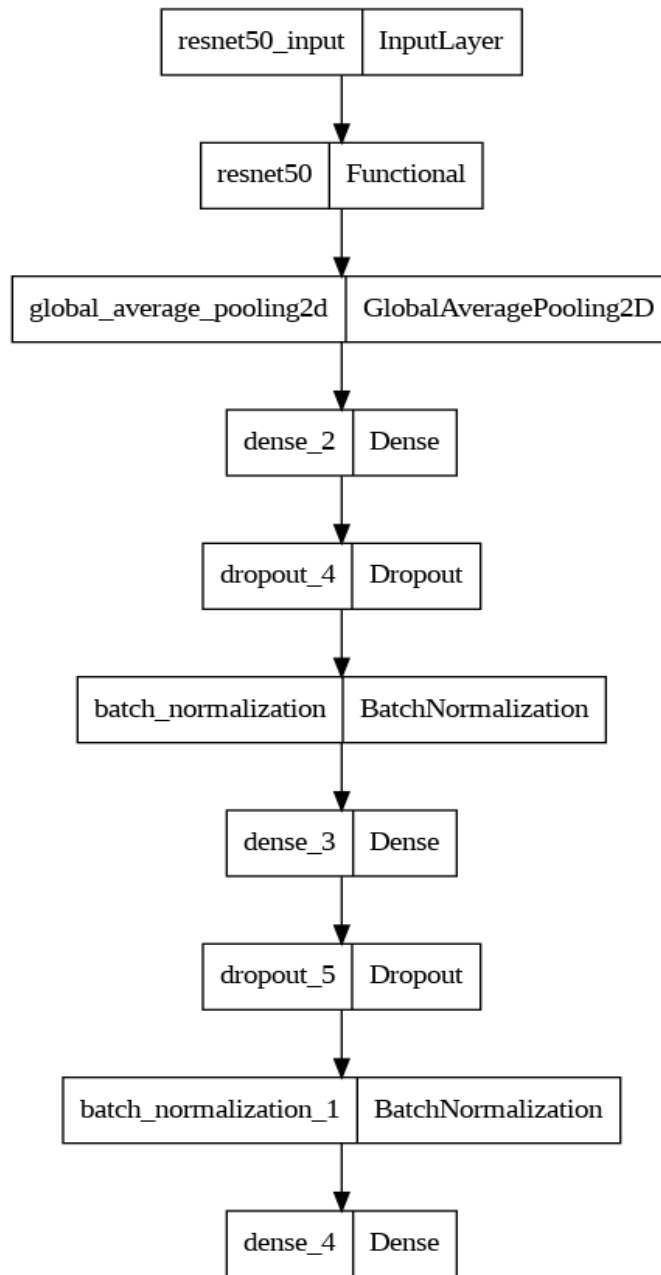 resnet50_input InputLayer
resnet50 Functional
global_average_pooling2d GlobalAveragePooling2D
dense_2 Dense
dropout_4 Dropout
batch_normalization BatchNormalization
dense_3 Dense
dropout_5 Dropout
batch_normalization_1 BatchNormalization
dense_4 Dense